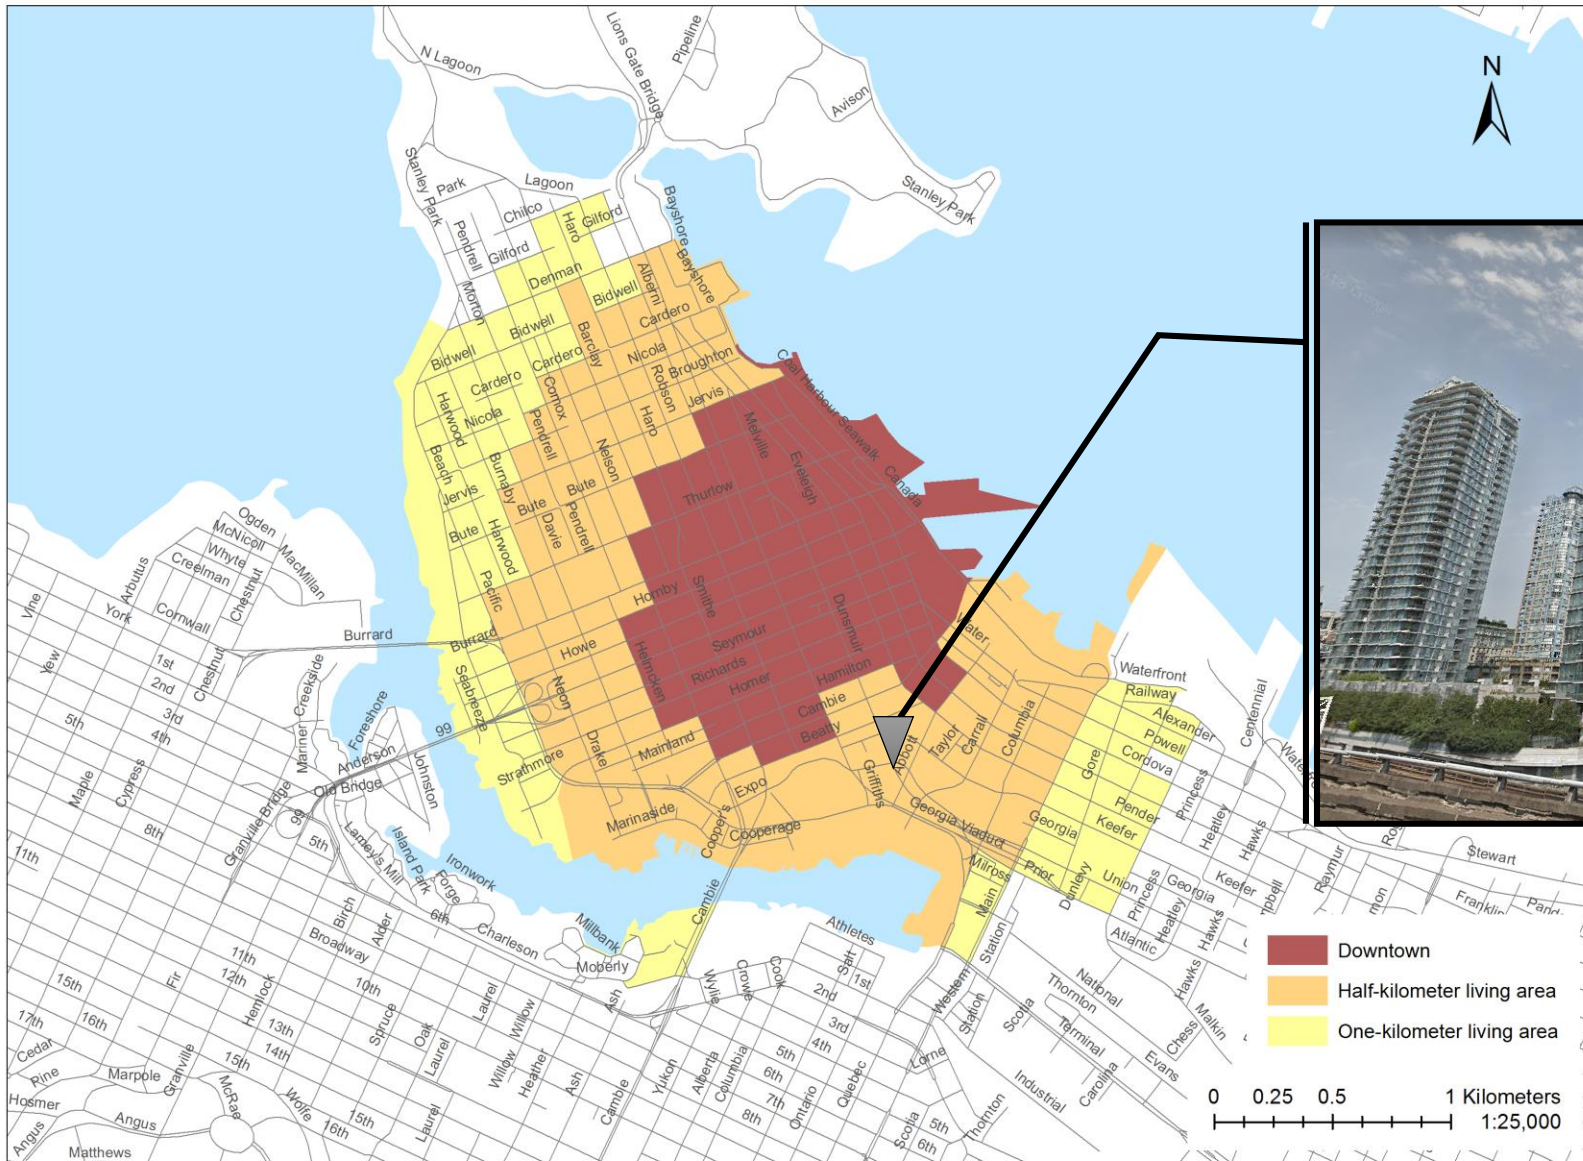 N
N Lagoon
Lions Gate Bridge
Pipeline
Avison
Stanley Park
Stanley Park
Park
Lagoon
Chilco
Haro
Gilford
Bayshore
Bayshore
Pendrell
Gilford
Denman
Bidwell
Alberni
Morton
Bidwell
Cardero
Barclay
Bidwell
Cardero
Nicola
Broughton
Coal Harbour Seawalk
Canada
Cardero
Comox
Robson
Jervis
Harwood
Nicola
Pendrell
Haro
Melville
Nelson
Eveleigh
Beach
Burnaby
Jervis
Bute
Bute
Thurlow
Bute
Davie
Pendrell
Harwood
Ogden
McNicoll
MacMillan
Whyte
Creelman
Chestnut
Arbutus
Pacific
Hornby
Smithe
Dunsmuir
Water
Vine
York
Cornwall
Burrard
Burrard
Howe
Seymour
Helmcken
Richards
Hamilton
Waterfront
Railway
Yew
1st
Chestnut
2nd
Creekside
Mariner
Seabreeze
Neon
Homer
Cambie
Columbia
Alexander
Centennial
5th
3rd
4th
Foreshore
99
Beatty
Abbott
Taylor
Carrall
Powell
Cordova
Gore
Drake
Mainland
Strathmore
Anderson
Old Bridge
Johnston
Griffiths
Expo
Maple
Cypress
Princess
Pender
Keefer
Heatley
Marinaside
Cooper's
Cooperage
Georgia Viaduct
Georgia
Hawks
99
8th
Granville Bridge
5th
Lamey's Mill
Island Park
Ironwork
Forge
Stewart
Raymur
11th
Milross
Main
Prior
Dunlevy
Union
Princess
Georgia
Keefer
Birch
Alder
6th
Charleson
Millbank
Cambie
Athletes
Heatley
Hawks
Atlantic
Broadway
11th
12th
10th
Moberly
Ash
Wylie
Crowe
Cook
Salt
1st
2nd
Station
Western
Station
National
Thornton
Hawks
Downtown
Fir
Hemlock
15th
16th
17th
Spruce
Oak
Laurel
Willow
3rd
4th
Scotia
Terminal
Chess
Malkin
Half-kilometer living area
Cedar
13th
14th
15th
Laurel
Willow
Heather
Ash
Yukon
Alberta
Columbia
5th
6th
7th
8th
Ontario
Quebec
Lorne
Evans
Carolina
Industrial
One-kilometer living area
Rine
Marpole
Granville
McRae
Wolfe
15th
16th
Laurel
Cambie
Hosmer
Angus
Angus
Matthews
Scotia
5th
6th
Thornton
0 0.25 0.5 1 Kilometers
1:25,000